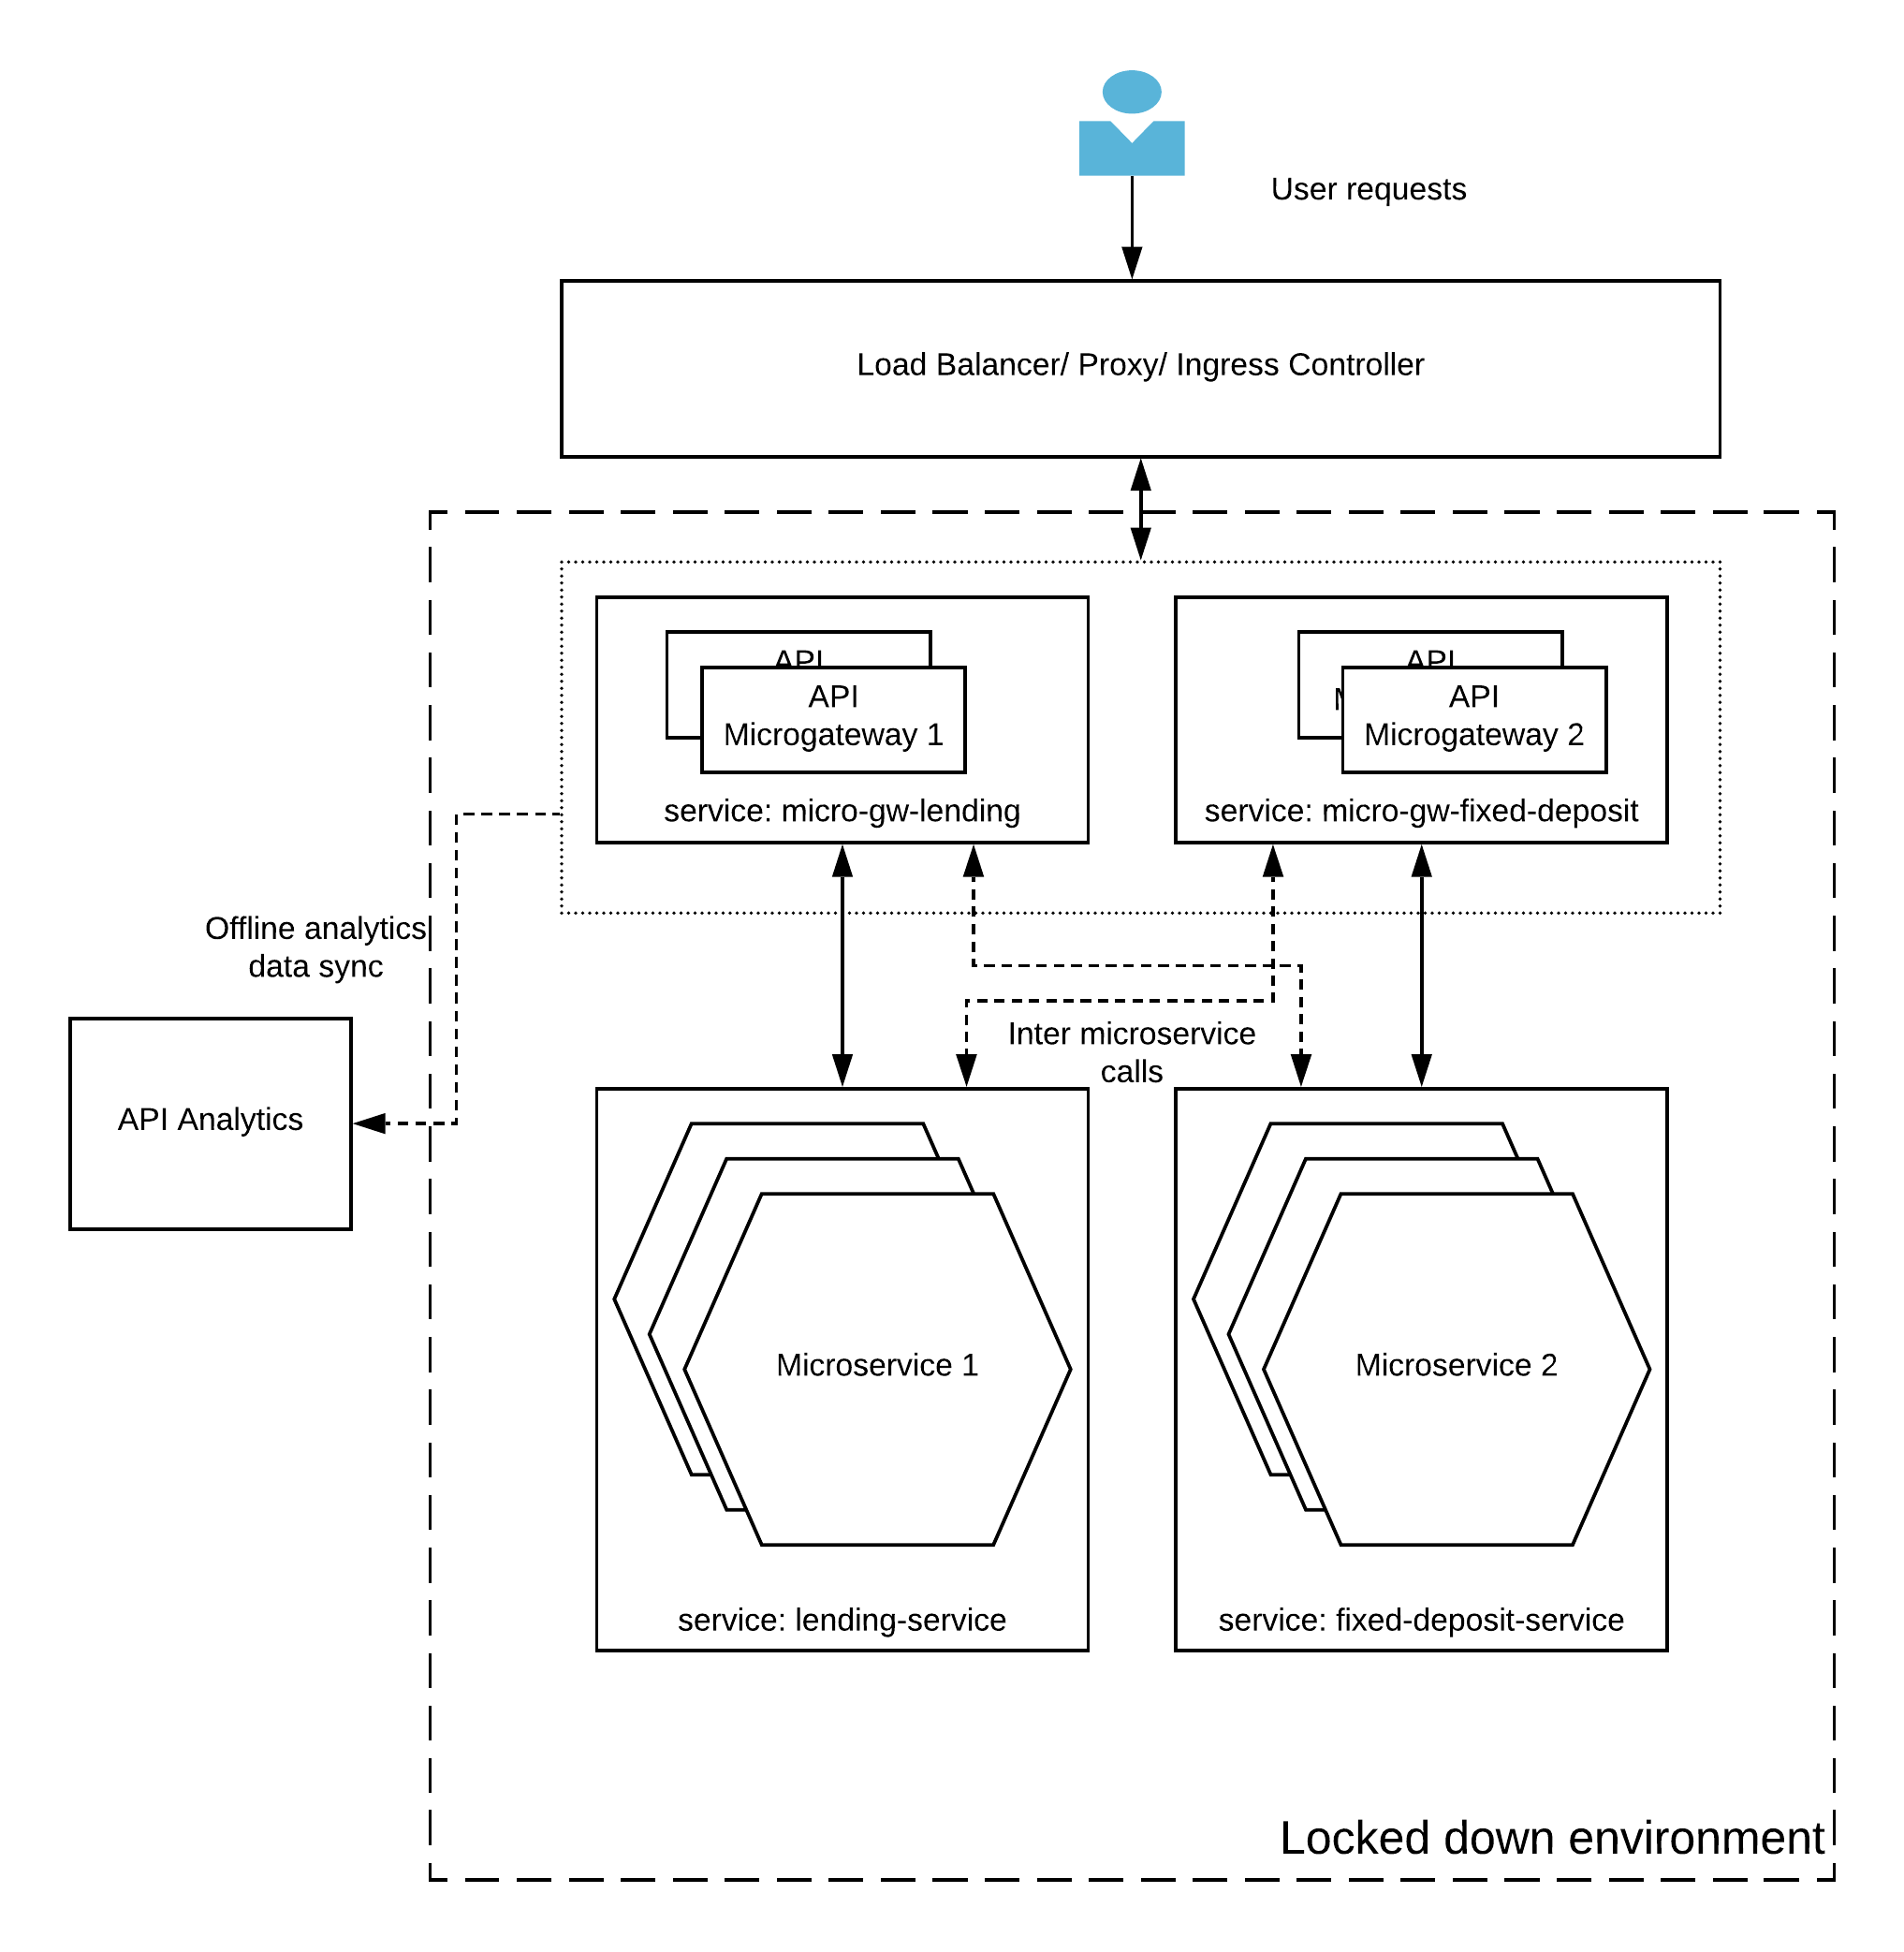 User requests
Load Balancer/ Proxy/ Ingress Controller
API
API
Microgateway 1
service: micro-gw-lending
API
API
Microgateway 2
service: micro-gw-fixed-deposit
Offline analytics
data sync
Inter microservice
calls
API Analytics
Microservice 1
service: lending-service
Microservice 2
service: fixed-deposit-service
Locked down environment